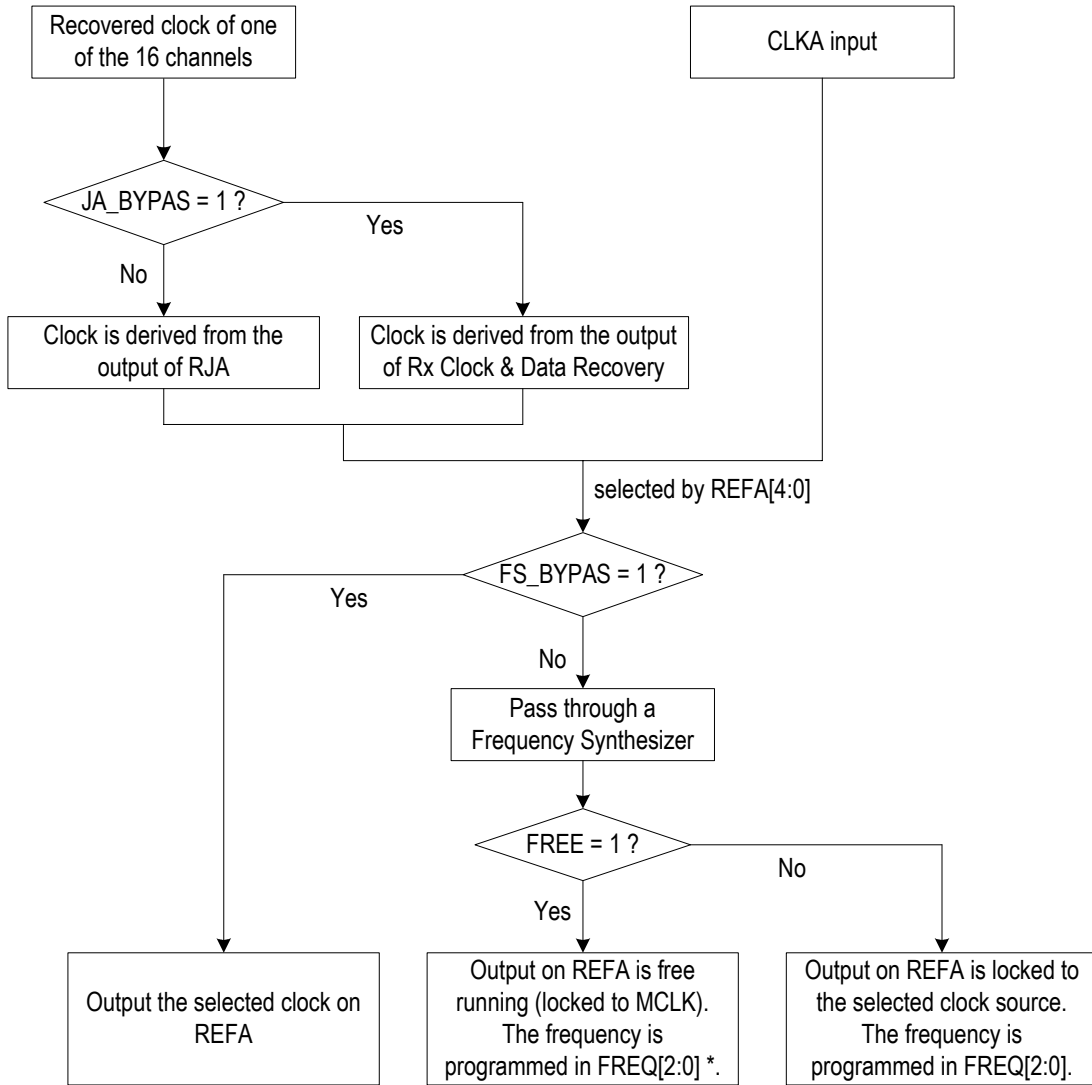 Recovered clock of one
of the 16 channels
CLKA input
JA_BYPAS = 1 ?
Yes
No
Clock is derived from the
output of RJA
Clock is derived from the output
of Rx Clock & Data Recovery
selected by REFA[4:0]
FS_BYPAS = 1 ?
Yes
No
Pass through a
Frequency Synthesizer
FREE = 1 ?
No
Yes
Output the selected clock on
REFA
Output on REFA is free
running (locked to MCLK).
The frequency is
programmed in FREQ[2:0] *.
Output on REFA is locked to
the selected clock source.
The frequency is
programmed in FREQ[2:0].